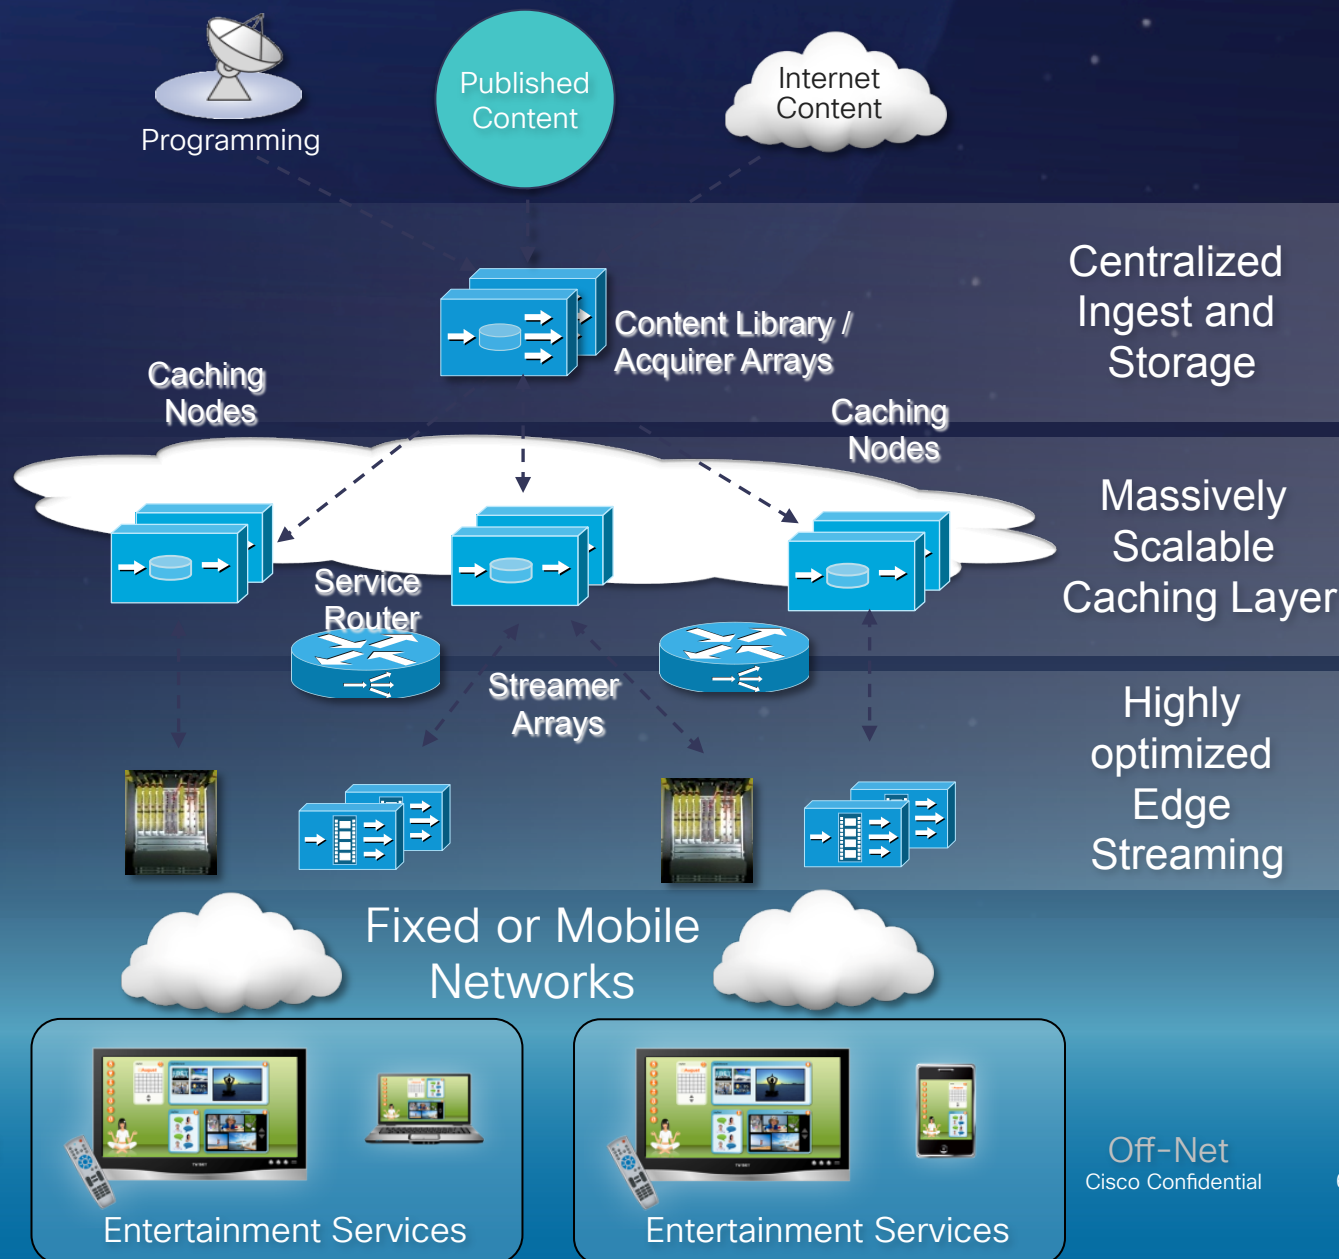 Programming
Published
Content
Internet
Content
Centralized
Ingest and
Storage
Content Library /
Acquirer Arrays
Caching
Nodes
Caching
Nodes
Massively
Scalable
Caching Layer
Service
Router
Streamer
Arrays
Highly
optimized
Edge
Streaming
Fixed or Mobile
Networks
Entertainment Services
Entertainment Services
Off-Net
Cisco Confidential